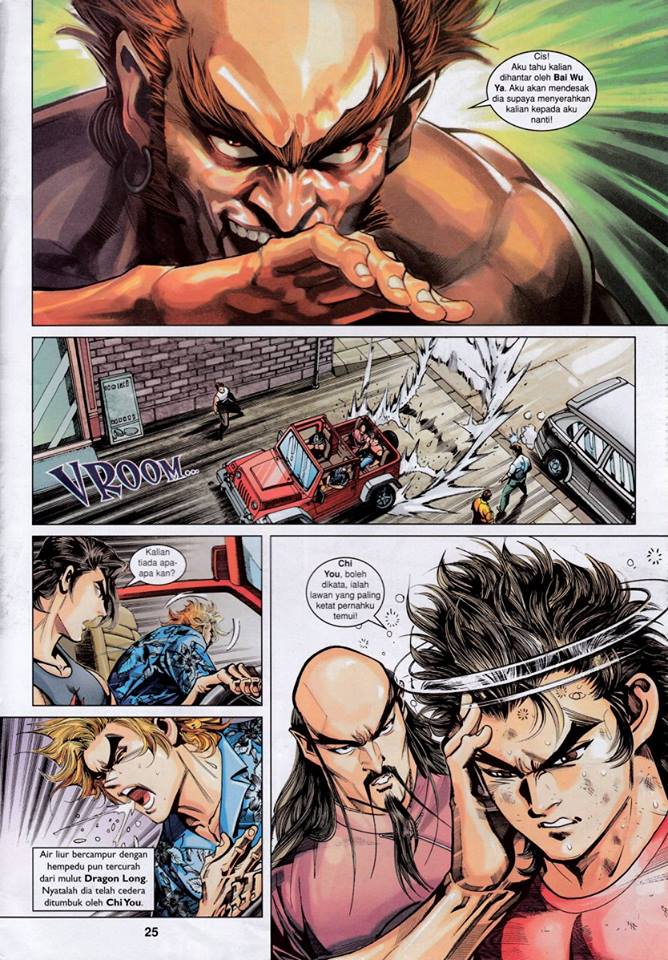 Cis!
Aku tahu kalian
dihantar oleh Bai Wu
Ya. Aku akan mendesak
dia supaya menyerahkan
kalian kepada aku
nanti!
VROOM...
Kalian
tiada apa-
apa kan?
Chi
You, boleh
dikata, ialah
lawan yang paling
ketat pernahku
temui!
Air liur bercampur dengan
hempedu pun tercurah
dari mulut Dragon Long.
Nyatalah dia telah cedera
ditumbuk oleh Chi You.
25